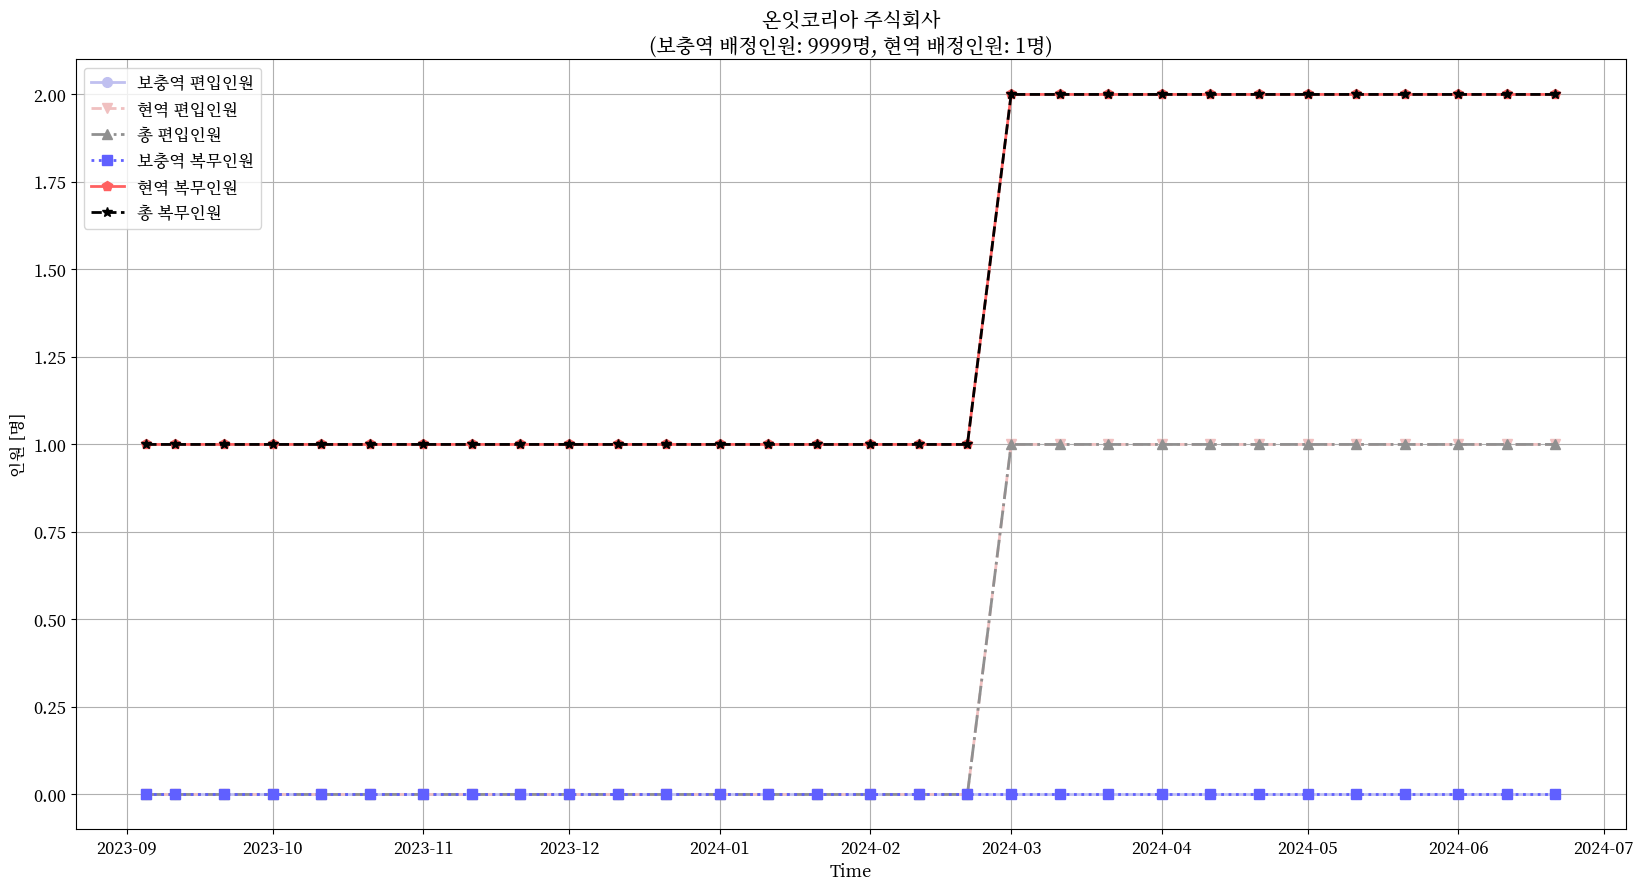 온잇코리아 주식회사
(보충역 배정인원: 9999명, 현역 배정인원: 1명)
보충역 편입인원
현역 편입인원
총 편입인원
보충역 복무인원
현역 복무인원
총 복무인원
인원 [명]
2.00
1.75
1.50
1.25
1.00
0.75
0.50
0.25
0.00
2023-09 2023-10 2023-11 2023-12 2024-01 2024-02 2024-03 2024-04 2024-05 2024-06 2024-07
Time